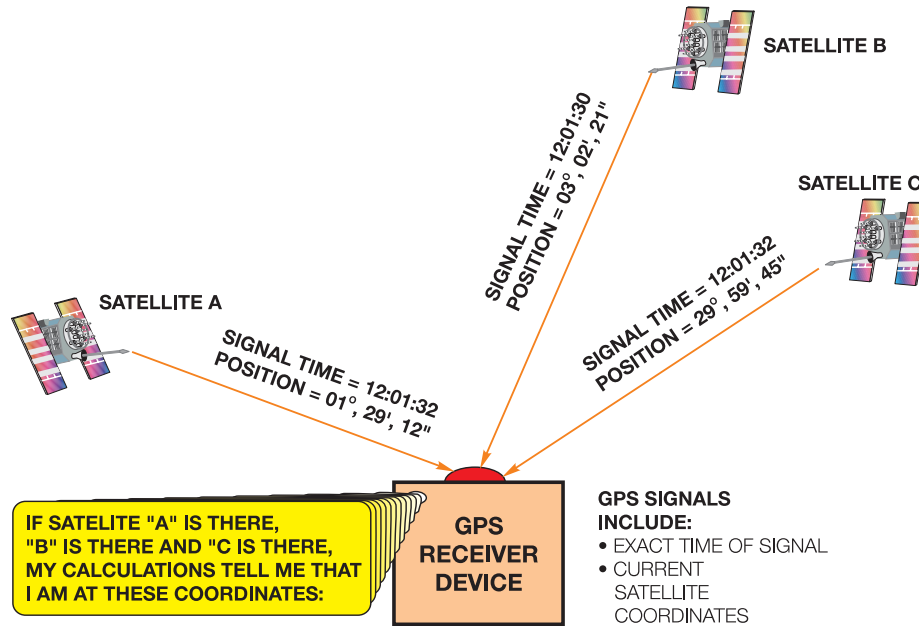 SATELLITE B
SIGNAL TIME = 12:01:30
POSITION = 03°, 02', 21"
SATELLITE C
SIGNAL TIME = 12:01:32
POSITION = 29°, 59', 45"
SATELLITE A
SIGNAL TIME = 12:01:32
POSITION = 01°, 29', 12"
IF SATELITE "A" IS THERE,
"B" IS THERE AND "C IS THERE,
MY CALCULATIONS TELL ME THAT
I AM AT THESE COORDINATES:
GPS
RECEIVER
DEVICE
GPS SIGNALS
INCLUDE:
• EXACT TIME OF SIGNAL
• CURRENT
SATELLITE
COORDINATES